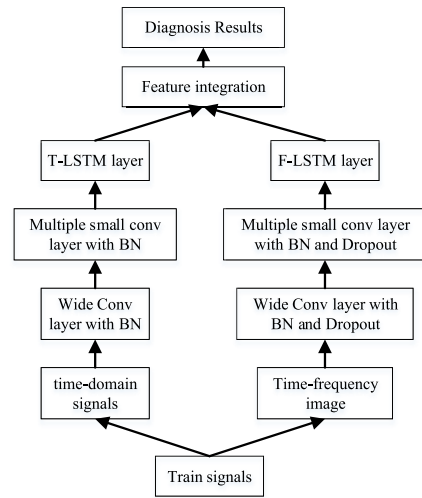 Diagnosis Results
Feature integration
T-LSTM layer
F-LSTM layer
Multiple small conv
layer with BN
Multiple small conv layer
with BN and Dropout
Wide Conv
layer with BN
Wide Conv layer with
BN and Dropout
time-domain
signals
Time-frequency
image
Train signals